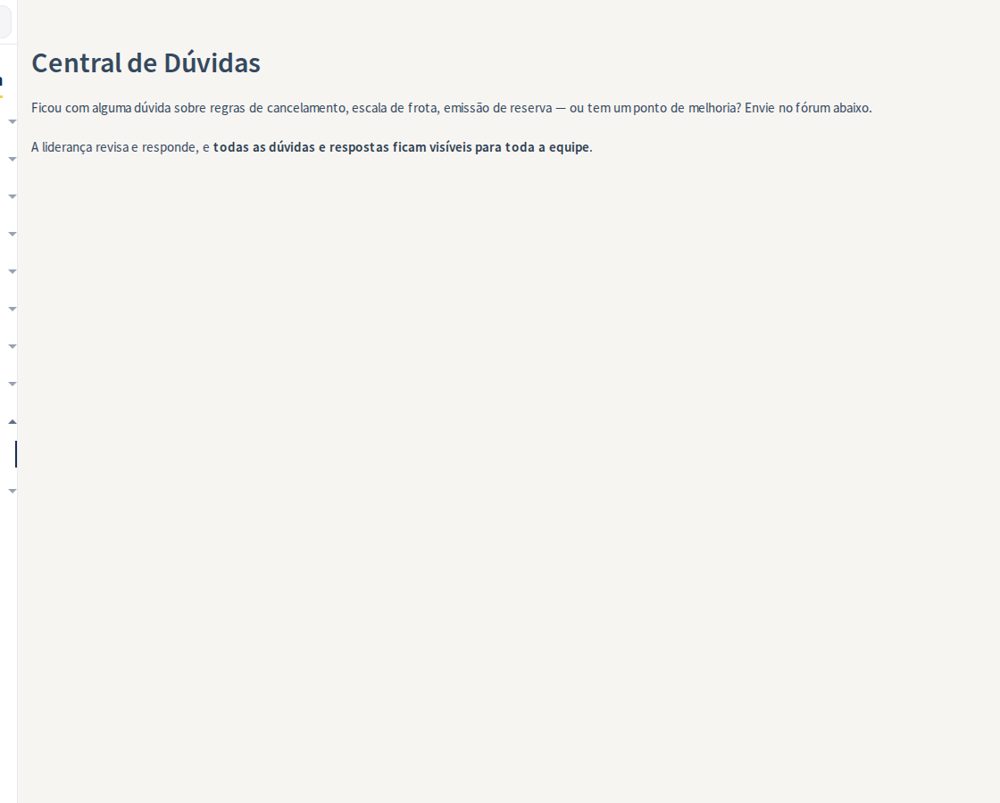 Central de Dúvidas
Ficou com alguma dúvida sobre regras de cancelamento, escala de frota, emissão de reserva — ou tem um ponto de melhoria? Envie no fórum abaixo.
A liderança revisa e responde, e todas as dúvidas e respostas ficam visíveis para toda a equipe.